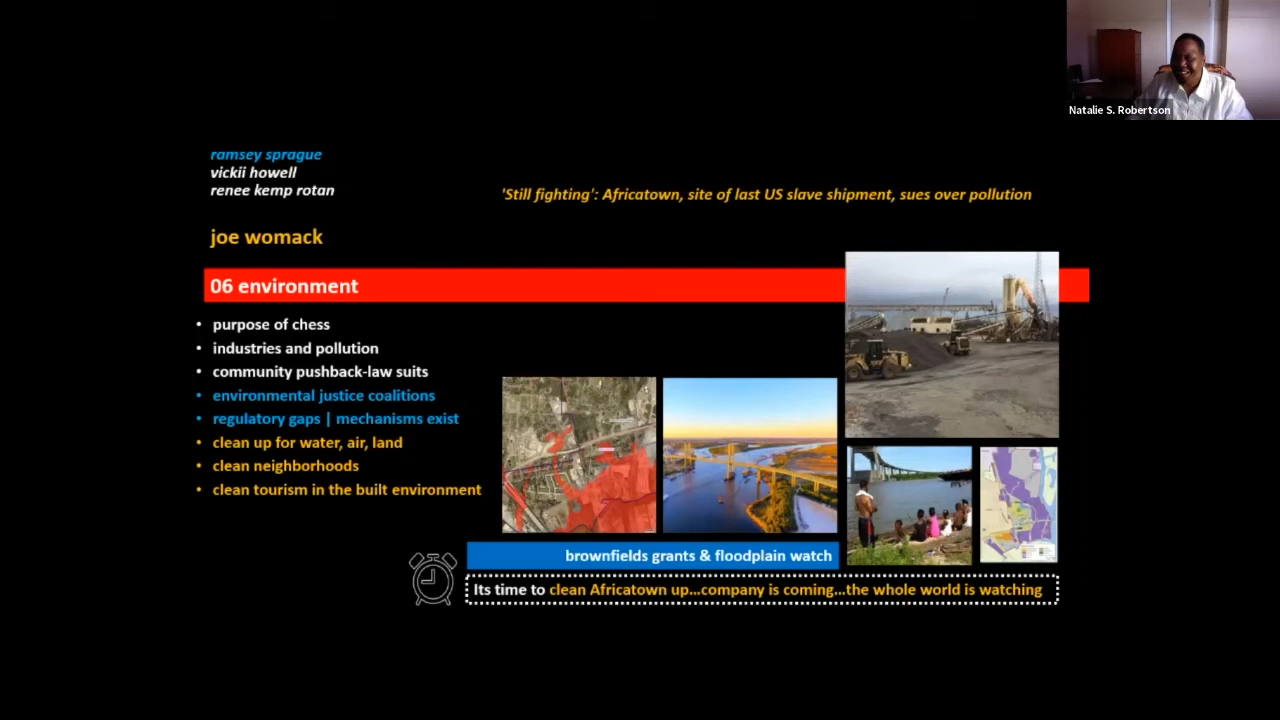 Natalie S. Robertson
ramsey sprague
vickii howell
renee kemp rotan
'Still fighting': Africatown, site of last US slave shipment, sues over pollution
joe womack
06 environment
• purpose of chess
• industries and pollution
• community pushback-law suits
• environmental justice coalitions
• regulatory gaps | mechanisms exist
• clean up for water, air, land
• clean neighborhoods
• clean tourism in the built environment
brownfields grants & floodplain watch
Its time to clean Africatown up...company is coming...the whole world is watching